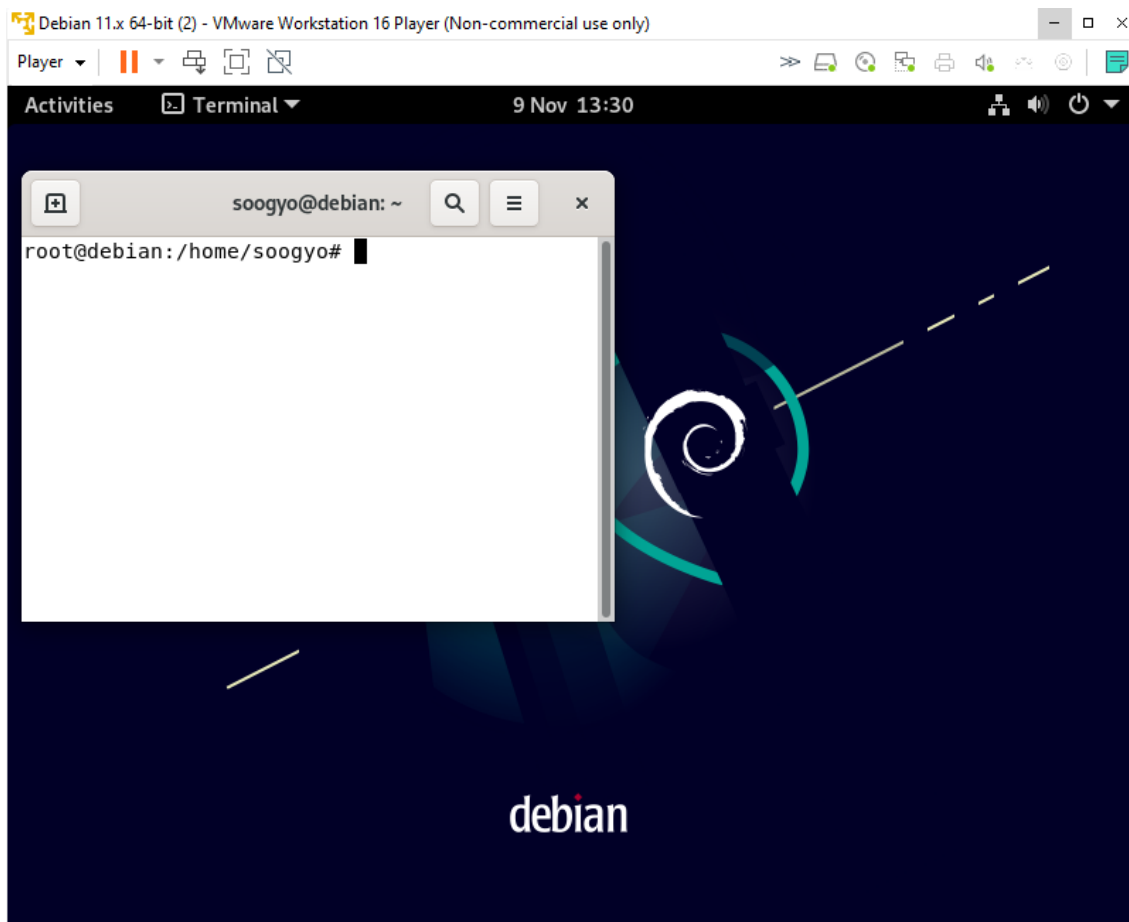 Debian 11.x 64-bit (2) - VMware Workstation 16 Player (Non-commercial use only)
Player
Activities Terminal 9 Nov 13:30
soogyo@debian: ~
root@debian:/home/soogyo#
debian